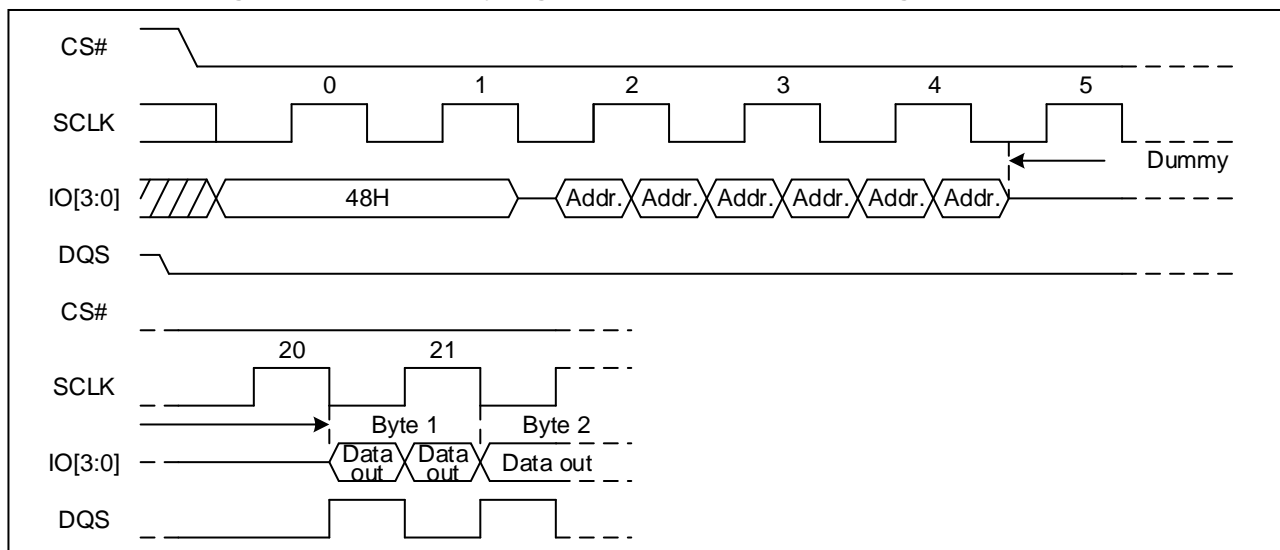 CS#
0 1 2 3 4 5
SCLK
Dummy
IO[3:0] 48H Addr. Addr. Addr. Addr. Addr. Addr.
DQS
CS#
20 21
SCLK
Byte 1 Byte 2
IO[3:0] Data out Data out Data out
DQS